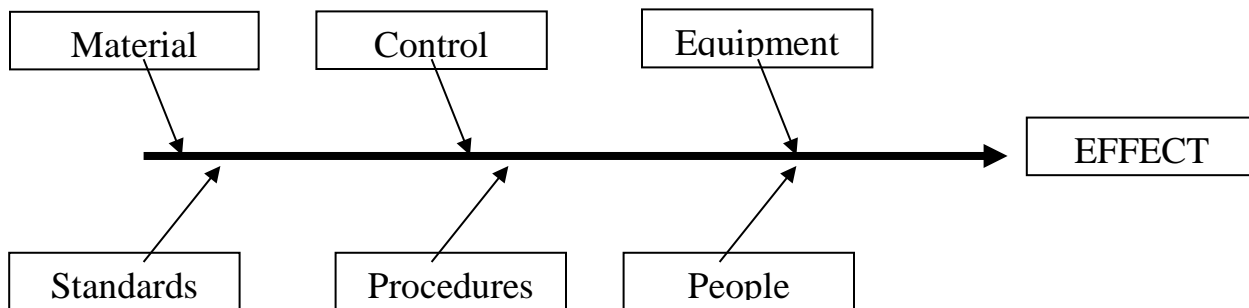 Material
Control
Equipment
EFFECT
Standards
Procedures
People